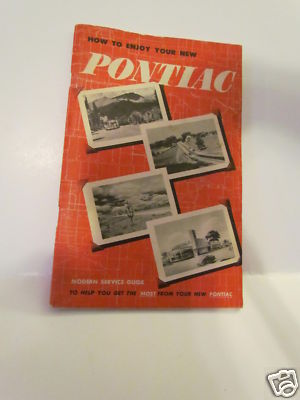 HOW TO ENJOY YOUR NEW
PONTIAC
MODERN SERVICE GUIDE
TO HELP YOU GET THE MOST FROM YOUR NEW PONTIAC